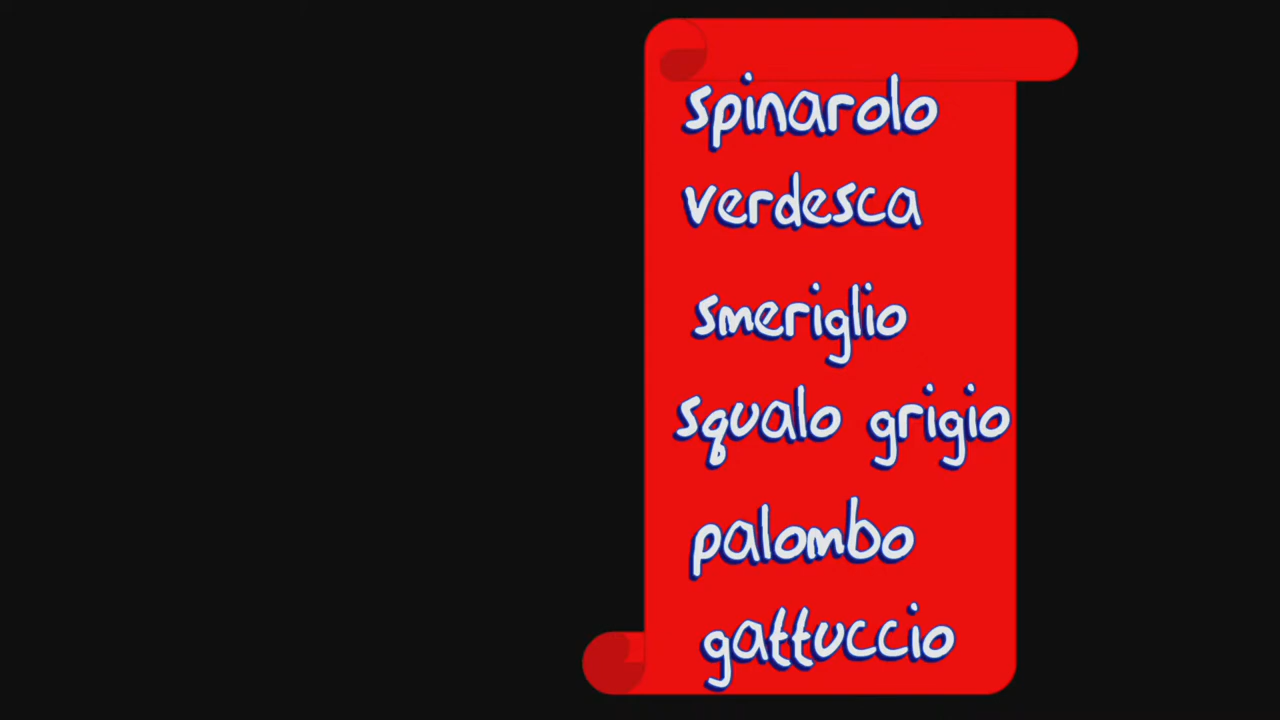 spinarolo
verdesca
smeriglio
squalo grigio
palombo
gattuccio